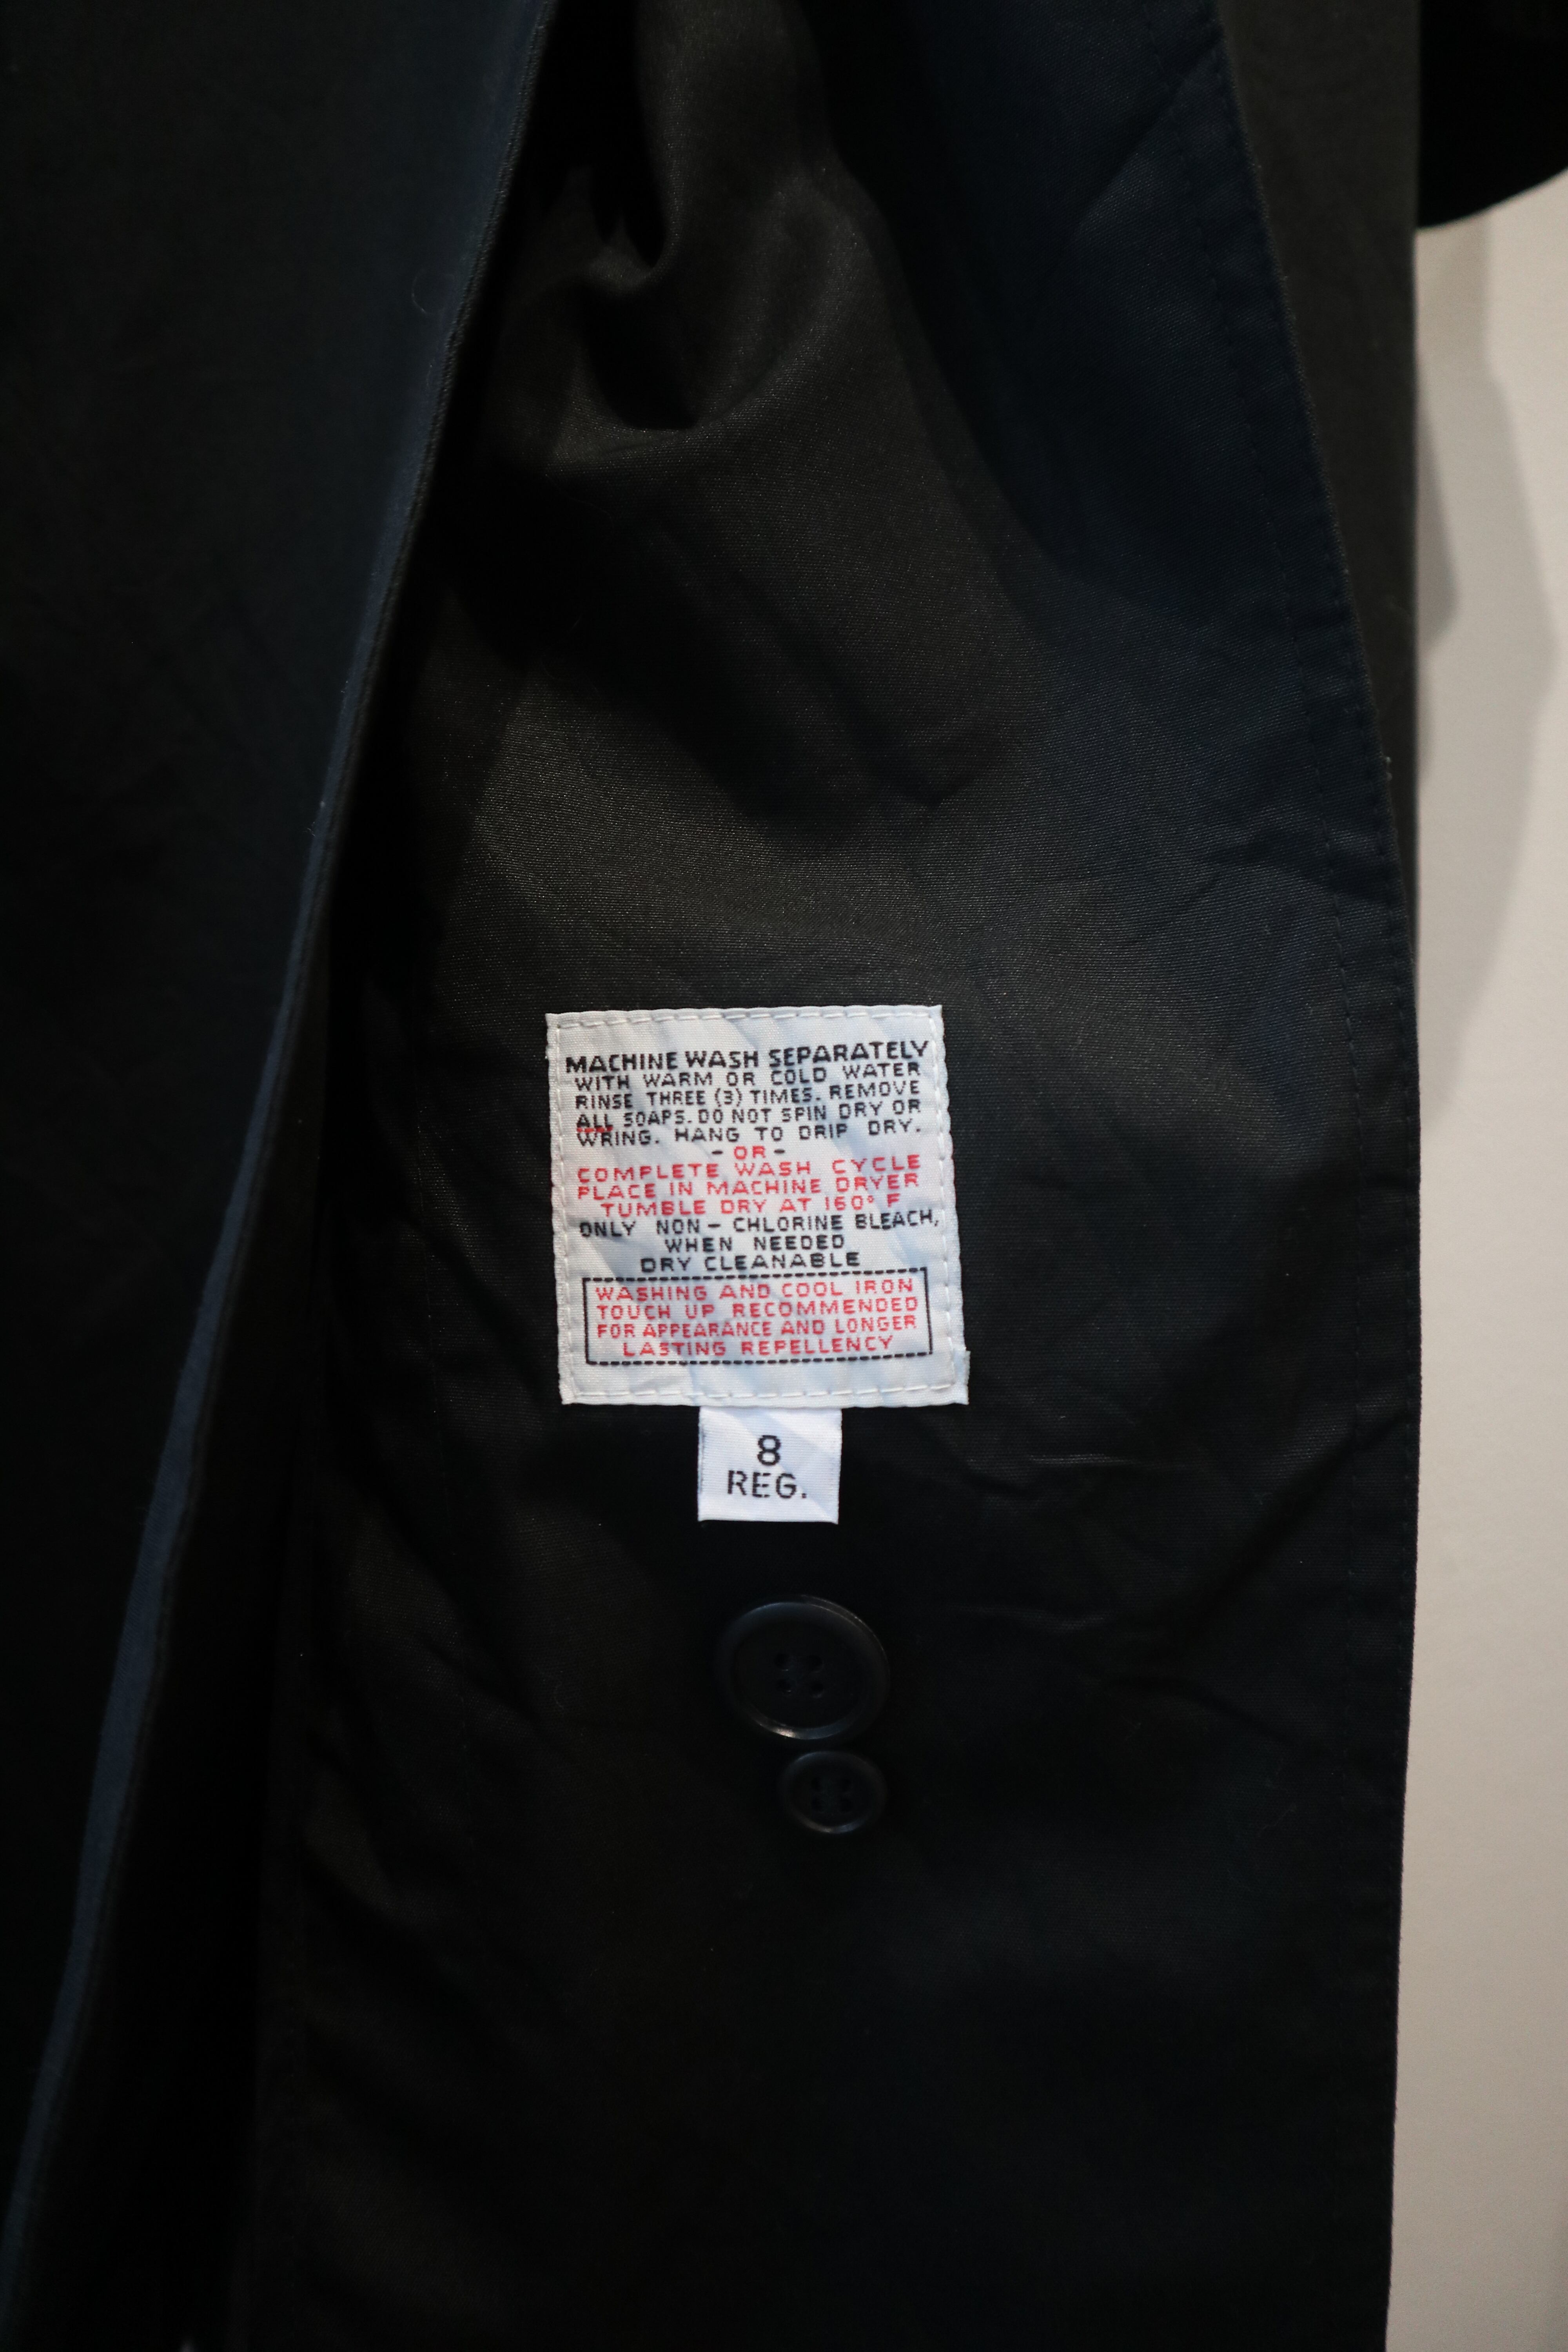 MACHINE WASH SEPARATELY
WITH WARM OR COLD WATER
RINSE THREE (3) TIMES. REMOVE
ALL SOAPS. DO NOT SPIN DRY OR
WRING. HANG TO DRIP DRY.
- OR -
COMPLETE WASH CYCLE
PLACE IN MACHINE DRYER
TUMBLE DRY AT 160° F
ONLY NON - CHLORINE BLEACH,
WHEN NEEDED
DRY CLEANABLE
WASHING AND COOL IRON
TOUCH UP RECOMMENDED
FOR APPEARANCE AND LONGER
LASTING REPELLENCY
8
REG.